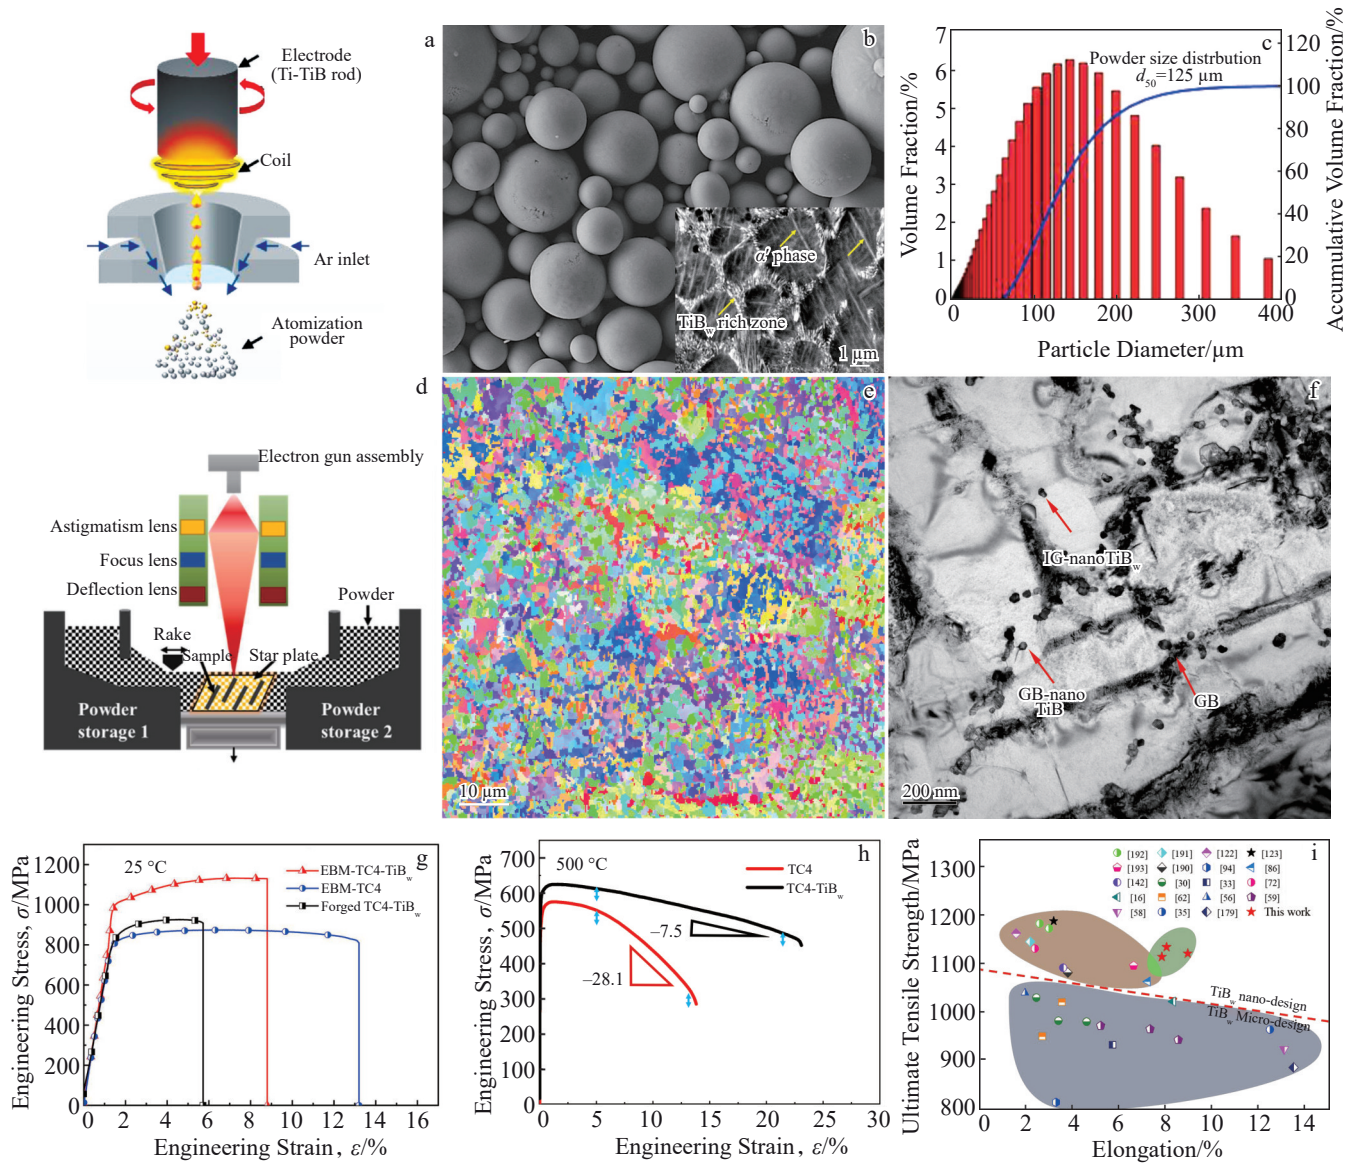 a
Electrode
(Ti-TiB rod)
Coil
Ar inlet
Atomization
powder
b
α′ phase
TiBw rich zone
1 μm
c
Powder size distrbution
d50=125 μm
Volume Fraction/%
7
6
5
4
3
2
1
0
Accumulative Volume Fraction/%
120
100
80
60
40
20
0
0 100 200 300 400
Particle Diameter/μm
d
Electron gun assembly
Astigmatism lens
Focus lens
Deflection lens
Powder
Rake
Sample
Star plate
Powder
storage 1
Powder
storage 2
e
10 μm
f
IG-nanoTiBw
GB-nano
TiB
GB
200 nm
g
25 °C
EBM-TC4-TiBw
EBM-TC4
Forged TC4-TiBw
Engineering Stress, σ/MPa
1200
1000
800
600
400
200
0
0 2 4 6 8 10 12 14 16
Engineering Strain, ε/%
h
500 °C
TC4
TC4-TiBw
–7.5
–28.1
Engineering Stress, σ/MPa
700
600
500
400
300
200
100
0
0 5 10 15 20 25 30
Engineering Strain, ε/%
i
[192] [191] [122] [123]
[193] [190] [94] [86]
[142] [30] [33] [72]
[16] [62] [56] [59]
[58] [35] [179] This work
TiBw nano-design
TiBw Micro-design
Ultimate Tensile Strength/MPa
1300
1200
1100
1000
900
800
0 2 4 6 8 10 12 14
Elongation/%